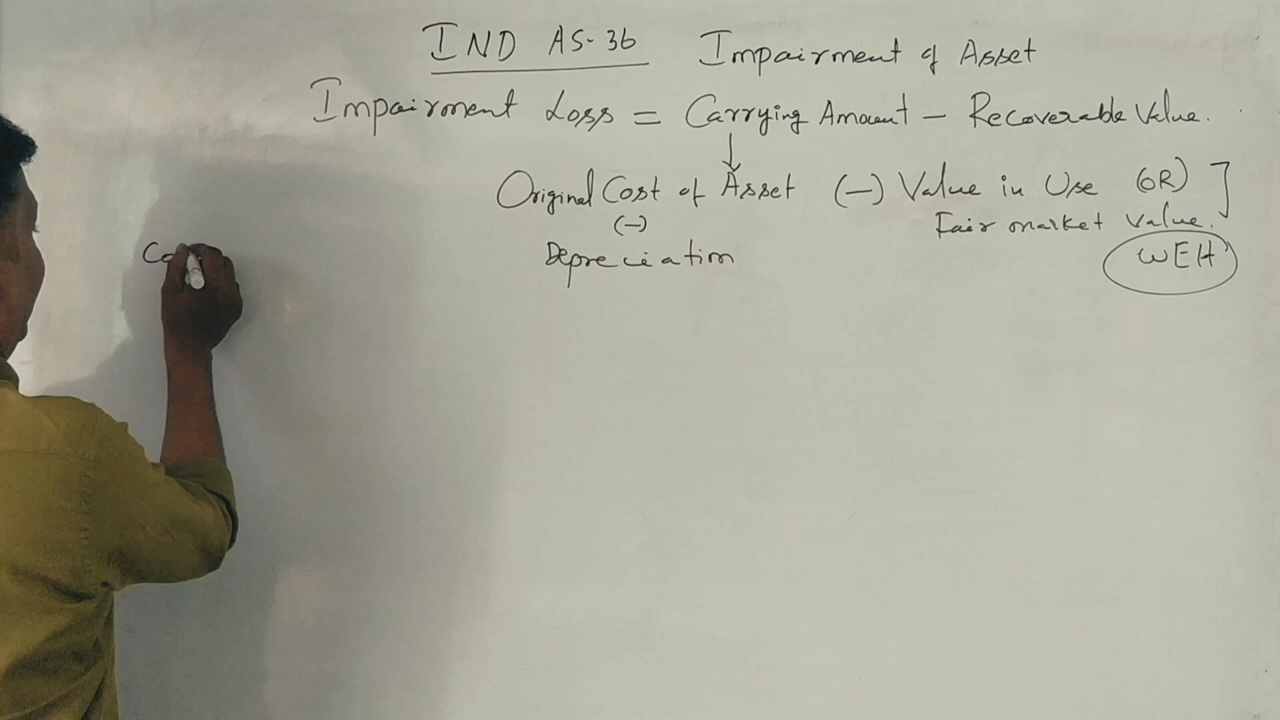 IND AS-36 Impairment of Asset
Impairment Loss = Carrying Amount - Recoverable Value.
Original Cost of Asset (-) Value in Use (OR)
(-) Fair market value.
Depreciation WEH
Co